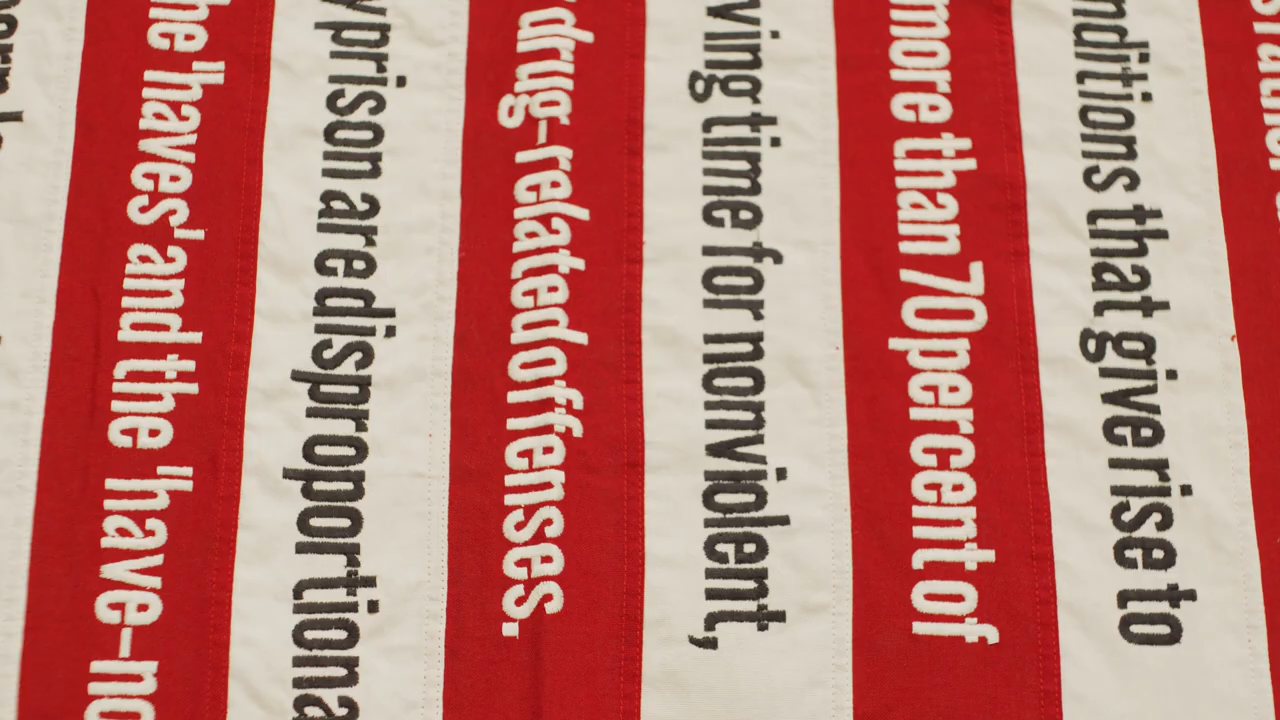 nditions that give rise to
more than 70 percent of
ving time for nonviolent,
drug-related offenses.
y prison are disproportiona
he 'haves' and the 'have-no